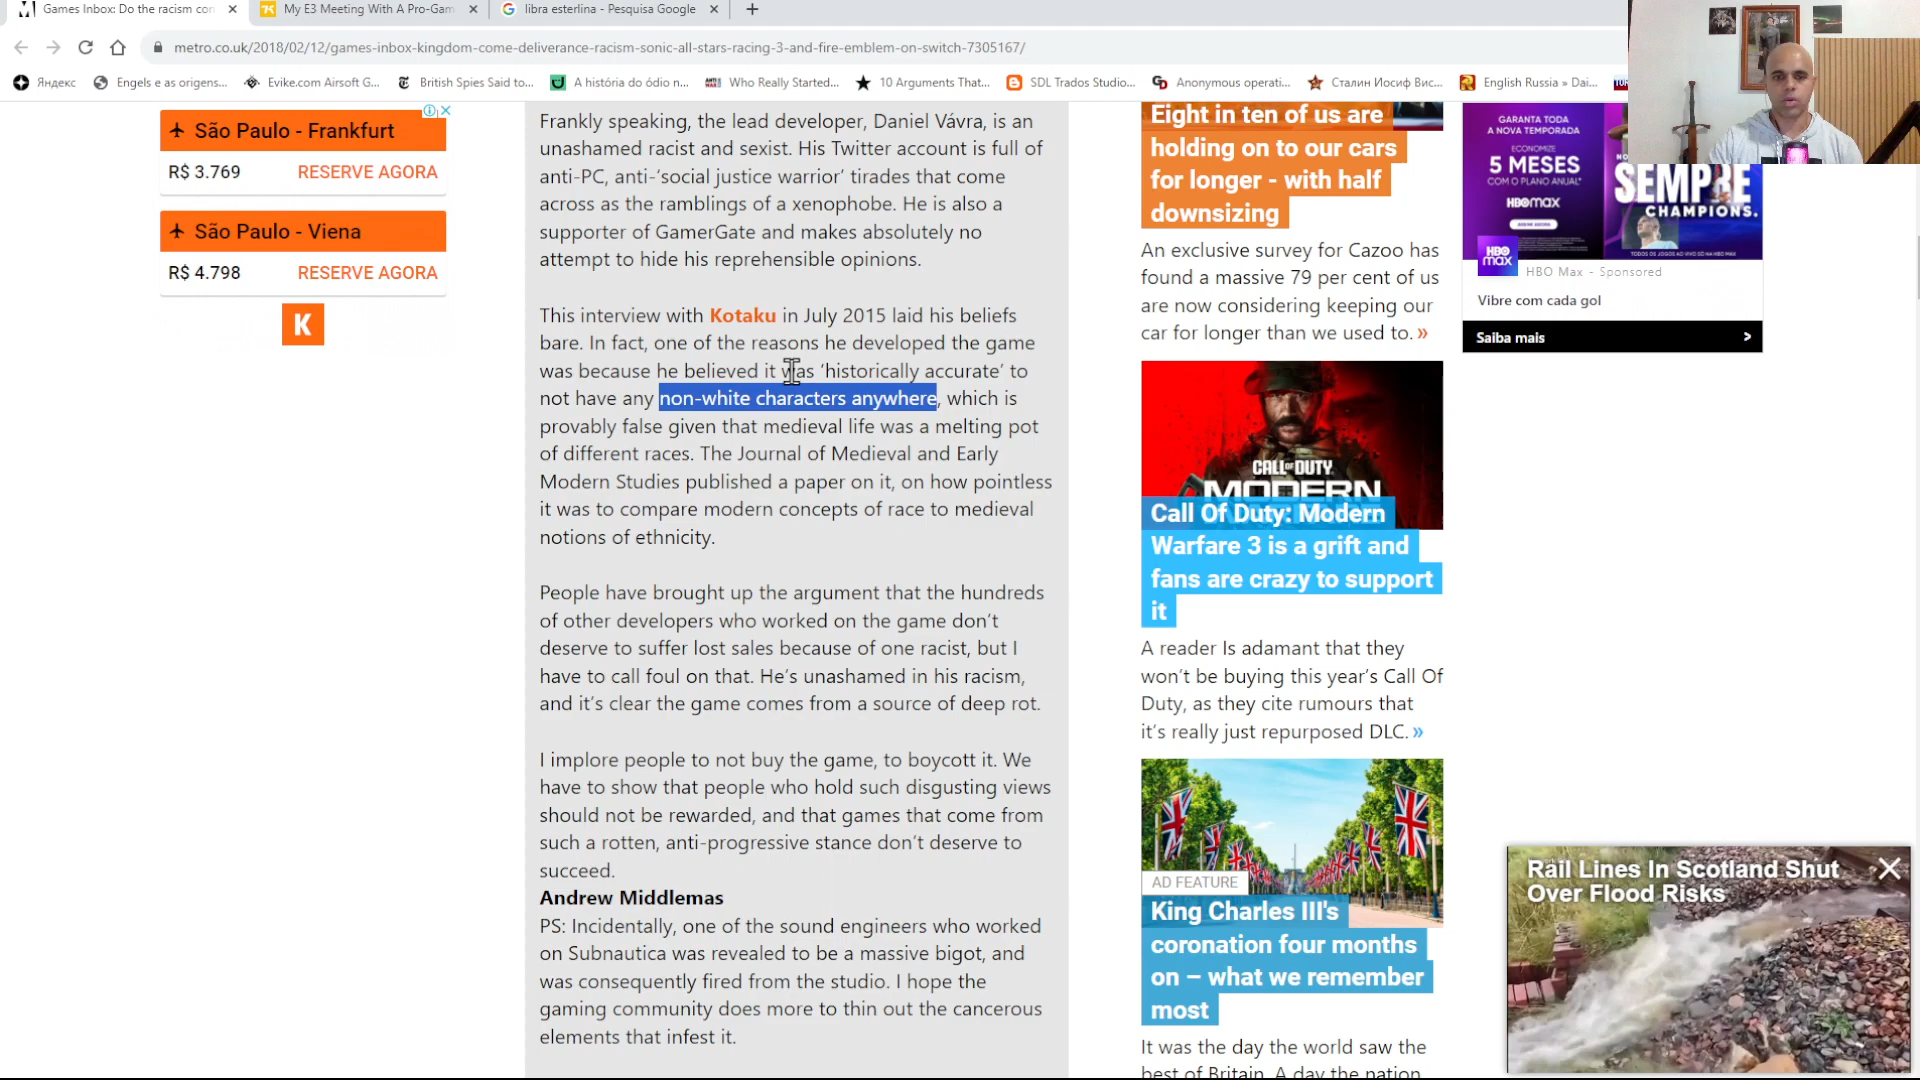 Games Inbox: Do the racism con
My E3 Meeting With A Pro-Gam
libra esterlina - Pesquisa Google
metro.co.uk/2018/02/12/games-inbox-kingdom-come-deliverance-racism-sonic-all-stars-racing-3-and-fire-emblem-on-switch-7305167/
Яндекс
Engels e as origens...
Evike.com Airsoft G...
British Spies Said to...
A história do ódio n...
Who Really Started...
10 Arguments That...
SDL Trados Studio...
Anonymous operati...
Сталин Иосиф Вис...
English Russia » Dai...
São Paulo - Frankfurt
R$ 3.769 RESERVE AGORA
São Paulo - Viena
R$ 4.798 RESERVE AGORA
K
Frankly speaking, the lead developer, Daniel Vávra, is an
unashamed racist and sexist. His Twitter account is full of
anti-PC, anti-‘social justice warrior’ tirades that come
across as the ramblings of a xenophobe. He is also a
supporter of GamerGate and makes absolutely no
attempt to hide his reprehensible opinions.
This interview with Kotaku in July 2015 laid his beliefs
bare. In fact, one of the reasons he developed the game
was because he believed it was ‘historically accurate’ to
not have any non-white characters anywhere, which is
provably false given that medieval life was a melting pot
of different races. The Journal of Medieval and Early
Modern Studies published a paper on it, on how pointless
it was to compare modern concepts of race to medieval
notions of ethnicity.
People have brought up the argument that the hundreds
of other developers who worked on the game don’t
deserve to suffer lost sales because of one racist, but I
have to call foul on that. He’s unashamed in his racism,
and it’s clear the game comes from a source of deep rot.
I implore people to not buy the game, to boycott it. We
have to show that people who hold such disgusting views
should not be rewarded, and that games that come from
such a rotten, anti-progressive stance don’t deserve to
succeed.
Andrew Middlemas
PS: Incidentally, one of the sound engineers who worked
on Subnautica was revealed to be a massive bigot, and
was consequently fired from the studio. I hope the
gaming community does more to thin out the cancerous
elements that infest it.
Eight in ten of us are
holding on to our cars
for longer - with half
downsizing
An exclusive survey for Cazoo has
found a massive 79 per cent of us
are now considering keeping our
car for longer than we used to. »
CALL OF DUTY
MODERN
Call Of Duty: Modern
Warfare 3 is a grift and
fans are crazy to support
it
A reader Is adamant that they
won’t be buying this year’s Call Of
Duty, as they cite rumours that
it’s really just repurposed DLC. »
AD FEATURE
King Charles III's
coronation four months
on – what we remember
most
It was the day the world saw the
best of Britain. A day the nation
GARANTA TODA
A NOVA TEMPORADA
ECONOMIZE
5 MESES
COM O PLANO ANUAL*
HBOMAX
SEMPRE
CHAMPIONS.
HBO max
HBO Max - Sponsored
Vibre com cada gol
Saiba mais >
Rail Lines In Scotland Shut
Over Flood Risks